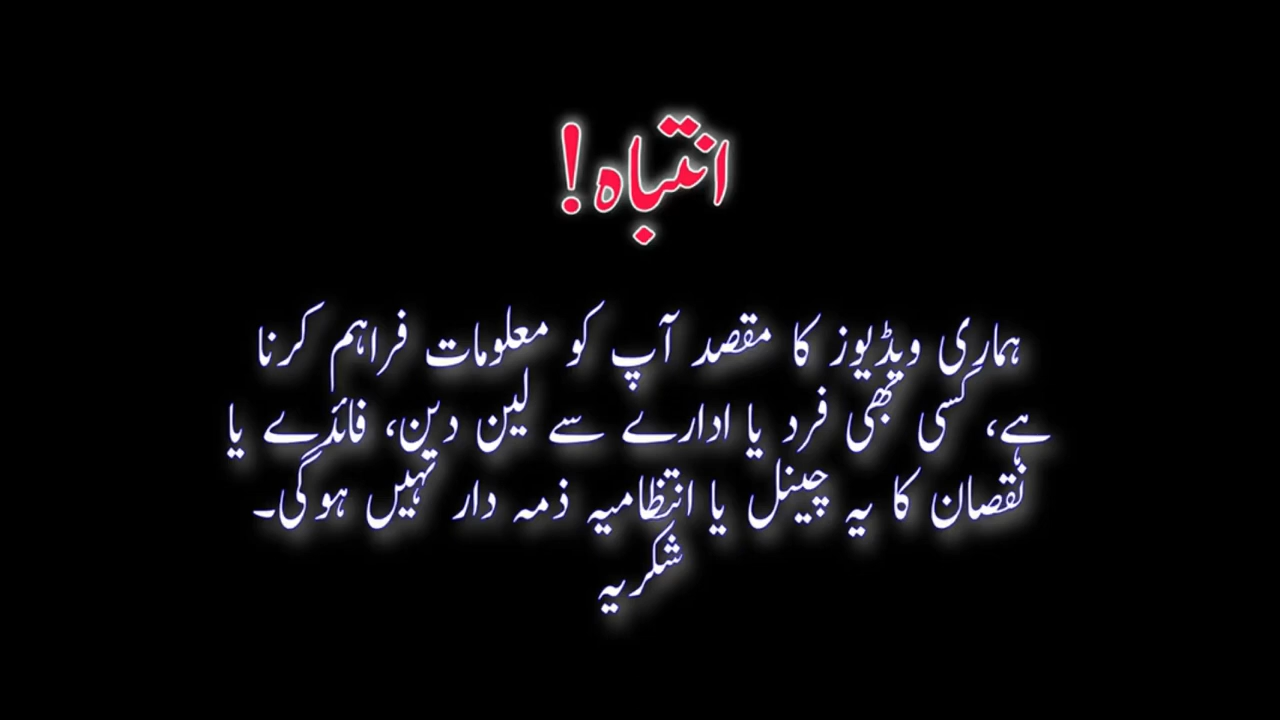 انتباہ!
ہماری ویڈیوز کا مقصد آپ کو معلومات فراہم کرنا
ہے، کسی بھی فرد یا ادارے سے لین دین، فائدے یا
نقصان کا یہ چینل یا انتظامیہ ذمہ دار نہیں ہوگی۔
شکریہ